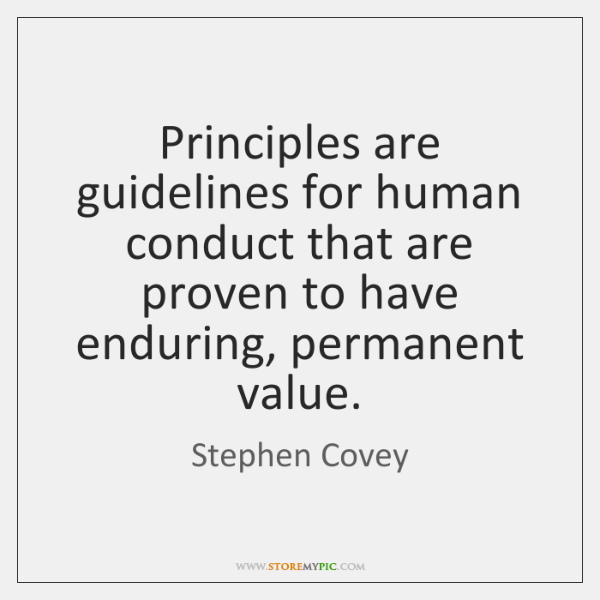 Principles are
guidelines for human
conduct that are
proven to have
enduring, permanent
value.
Stephen Covey
WWW.STOREMYPIC.COM